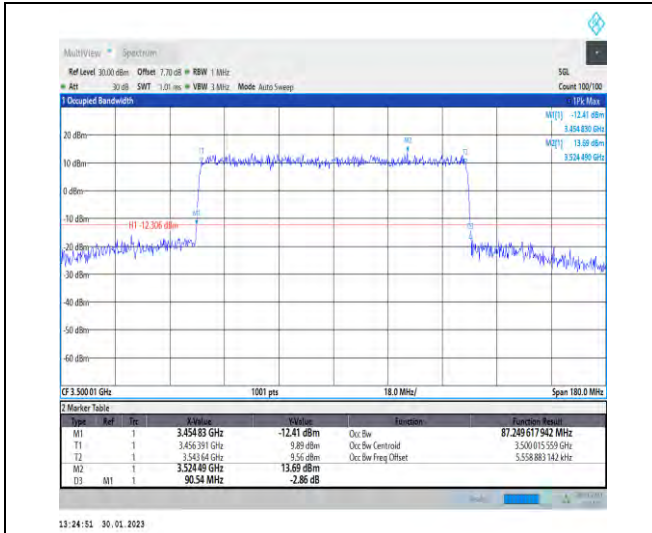 MultiView Spectrum
Ref Level 30.00 dBm Offset 7.70 dB RBW 1 MHz SGL
Att 30 dB SWT 1.01 ms VBW 3 MHz Mode Auto Sweep Count 100/100
1 Occupied Bandwidth 1Pk Max
M1[1] -12.41 dBm
3.454 830 GHz
M2[1] 13.69 dBm
3.524 490 GHz
20 dBm
M2
T1 T2
10 dBm
0 dBm
M1
-10 dBm
H1 -12.306 dBm
D3
-20 dBm
-30 dBm
-40 dBm
-50 dBm
-60 dBm
CF 3.500 01 GHz 1001 pts 18.0 MHz/ Span 180.0 MHz
2 Marker Table
Type Ref Trc X-Value Y-Value Function Function Result
M1 1 3.454 83 GHz -12.41 dBm Occ Bw 87.249 617 942 MHz
T1 1 3.456 391 GHz 9.89 dBm Occ Bw Centroid 3.500 015 559 GHz
T2 1 3.543 64 GHz 9.56 dBm Occ Bw Freq Offset 5.558 883 142 kHz
M2 1 3.524 49 GHz 13.69 dBm
D3 M1 1 90.54 MHz -2.86 dB
13:24:51 30.01.2023